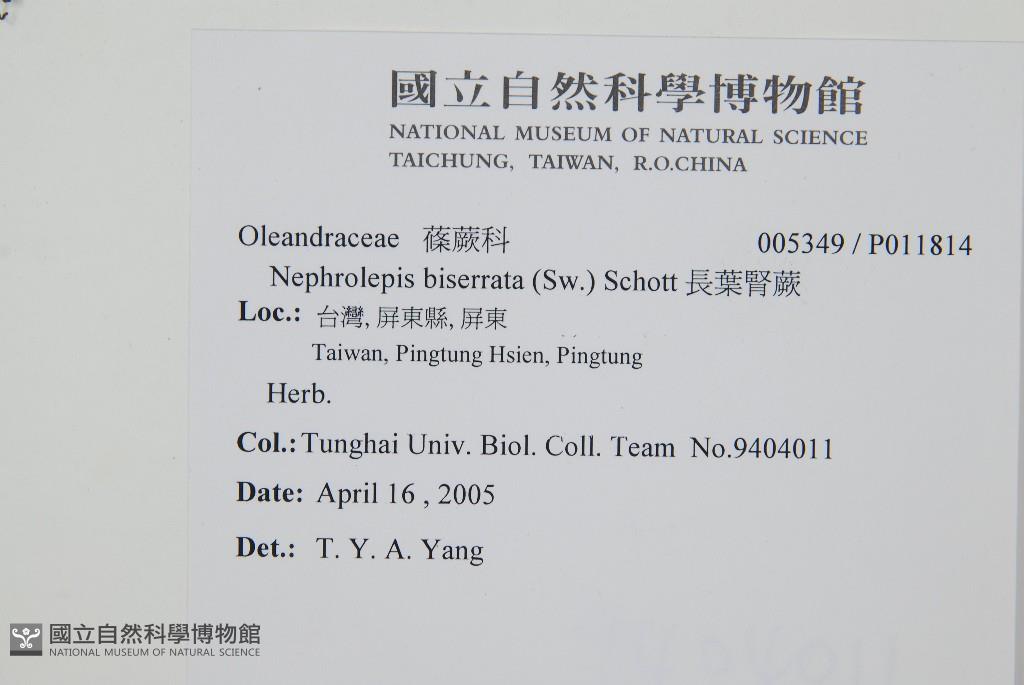 國立自然科學博物館
NATIONAL MUSEUM OF NATURAL SCIENCE
TAICHUNG, TAIWAN, R.O.CHINA
Oleandraceae 蓧蕨科 005349 / P011814
Nephrolepis biserrata (Sw.) Schott 長葉腎蕨
Loc.: 台灣, 屏東縣, 屏東
Taiwan, Pingtung Hsien, Pingtung
Herb.
Col.: Tunghai Univ. Biol. Coll. Team No.9404011
Date: April 16 , 2005
Det.: T. Y. A. Yang
國立自然科學博物館
NATIONAL MUSEUM OF NATURAL SCIENCE